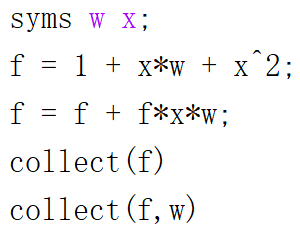 syms w x;
f = 1 + x*w + x^2;
f = f + f*x*w;
collect(f)
collect(f,w)